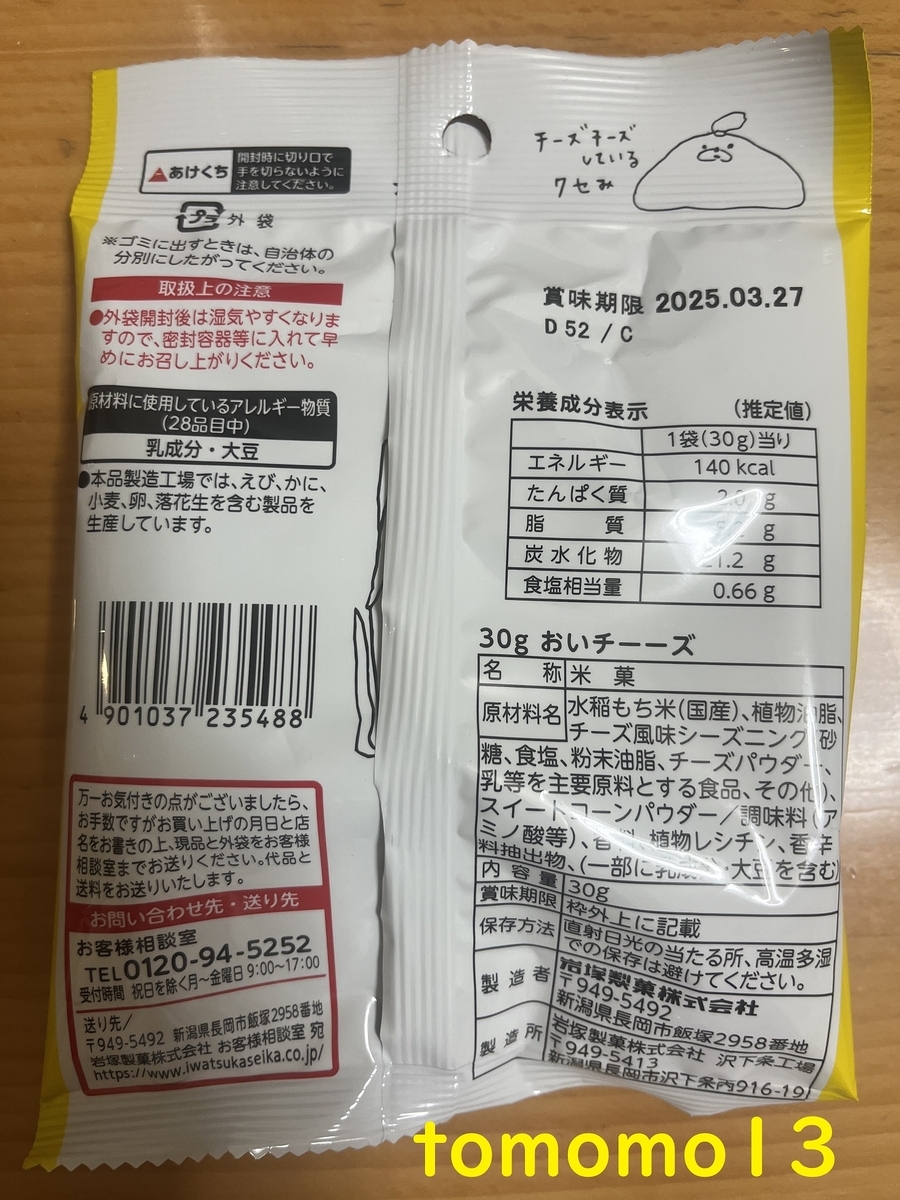 あけくち
開封時に切り口で
手を切らないように
注意してください。
プラ 外袋
※ゴミに出すときは、自治体の
分別にしたがってください。
取扱上の注意
●外袋開封後は湿気やすくなりま
すので、密封容器等に入れて早
めにお召し上がりください。
原材料に使用しているアレルギー物質
(28品目中)
乳成分・大豆
●本品製造工場では、えび、かに、
小麦、卵、落花生を含む製品を
生産しています。
4 901037 235488
万一お気付きの点がございましたら、
お手数ですがお買い上げの月日と店
名をお書きの上、現品と外袋をお客様
相談室までお送りください。代品と
送料をお送りいたします。
お問い合わせ先・送り先
お客様相談室
TEL 0120-94-5252
受付時間 祝日を除く月～金曜日 9:00～17:00
送り先/
〒949-5492 新潟県長岡市飯塚2958番地
岩塚製菓株式会社 お客様相談室 宛
https://www.iwatsukaseika.co.jp/
チーズチーズ
している
クセみ
賞味期限 2025.03.27
D 52 / C
栄養成分表示 (推定値)
1袋(30g)当り
エネルギー 140 kcal
たんぱく質 2.0 g
脂質 g
炭水化物 .2 g
食塩相当量 0.66 g
30g おいチーーズ
名称 米菓
原材料名 水稲もち米(国産)、植物油脂、
チーズ風味シーズニング(砂
糖、食塩、粉末油脂、チーズパウダー、
乳等を主要原料とする食品、その他)、
スイートコーンパウダー/調味料(ア
ミノ酸等)、香料、植物レシチン、香辛
料抽出物、(一部に乳成分・大豆を含む)
内容量 30g
賞味期限 枠外上に記載
保存方法 直射日光の当たる所、高温多湿
での保存は避けてください。
製造者 岩塚製菓株式会社
〒949-5492
新潟県長岡市飯塚2958番地
製造所 岩塚製菓株式会社 沢下条工場
〒949-5413
新潟県長岡市沢下条丙916-19
tomomo13